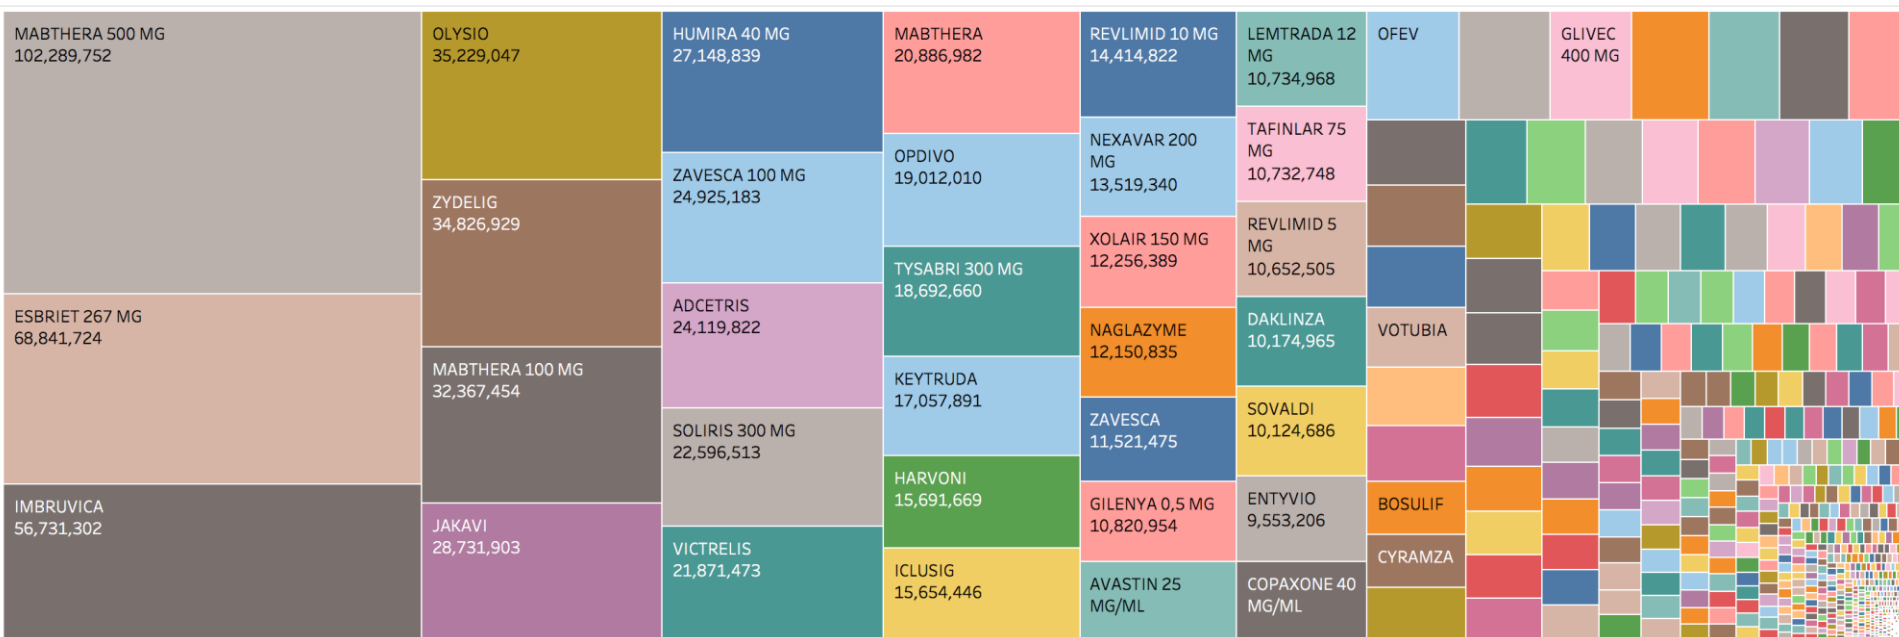 MABTHERA 500 MG
102,289,752
ESBRIET 267 MG
68,841,724
IMBRUVICA
56,731,302
OLYSIO
35,229,047
ZYDELIG
34,826,929
MABTHERA 100 MG
32,367,454
JAKAVI
28,731,903
HUMIRA 40 MG
27,148,839
ZAVESCA 100 MG
24,925,183
ADCETRIS
24,119,822
SOLIRIS 300 MG
22,596,513
VICTRELIS
21,871,473
MABTHERA
20,886,982
OPDIVO
19,012,010
TYSABRI 300 MG
18,692,660
KEYTRUDA
17,057,891
HARVONI
15,691,669
ICLUSIG
15,654,446
REVLIMID 10 MG
14,414,822
NEXAVAR 200
MG
13,519,340
XOLAIR 150 MG
12,256,389
NAGLAZYME
12,150,835
ZAVESCA
11,521,475
GILENYA 0,5 MG
10,820,954
AVASTIN 25
MG/ML
LEMTRADA 12
MG
10,734,968
TAFINLAR 75
MG
10,732,748
REVLIMID 5
MG
10,652,505
DAKLINZA
10,174,965
SOVALDI
10,124,686
ENTYVIO
9,553,206
COPAXONE 40
MG/ML
OFEV
VOTUBIA
BOSULIF
CYRAMZA
GLIVEC
400 MG